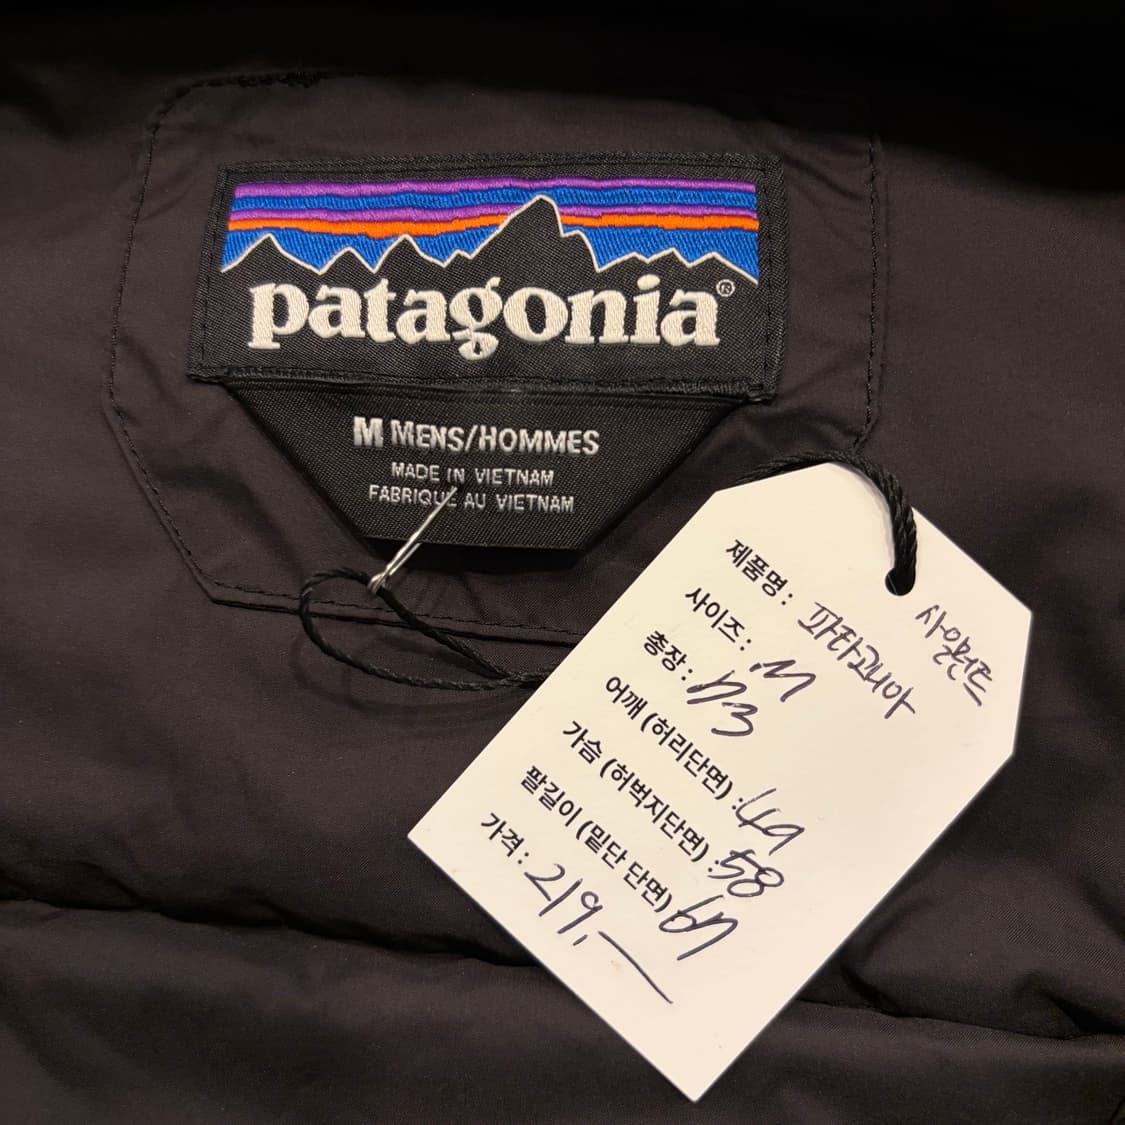 patagonia®
M MENS/HOMMES
MADE IN VIETNAM
FABRIQUE AU VIETNAM
제품명: 파타고니아 사일런트
사이즈: M
총장: 73
어깨 (허리단면): 49
가슴 (허벅지단면): 58
팔길이 (밑단 단면) 67
가격: 219,-